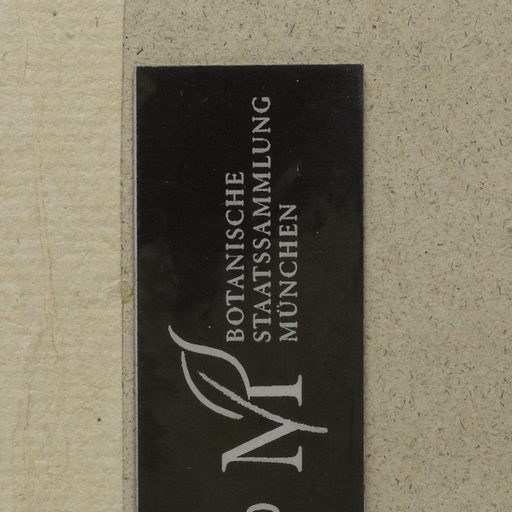 BOTANISCHE
STAATSSAMMLUNG
MÜNCHEN
M